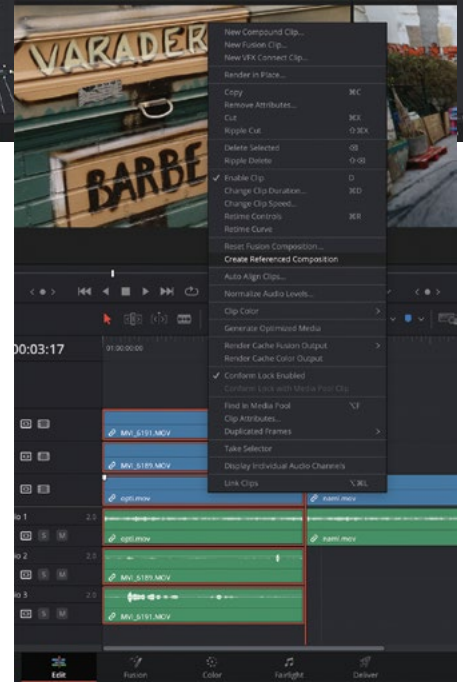 VARADER
BARBE
New Compound Clip...
New Fusion Clip...
New VFX Connect Clip...
Render in Place...
Copy ⌘C
Remove Attributes...
Cut ⌘X
Ripple Cut ⇧⌘X
Delete Selected ⌫
Ripple Delete ⇧⌫
✓ Enable Clip D
Change Clip Duration... ⌘D
Change Clip Speed...
Retime Controls ⌘R
Retime Curve
Reset Fusion Composition...
Create Referenced Composition
Auto Align Clips...
Normalize Audio Levels...
Clip Color >
Generate Optimized Media
Render Cache Fusion Output >
Render Cache Color Output
✓ Conform Lock Enabled
Conform Lock with Media Pool Clip
Find In Media Pool ⌥F
Clip Attributes...
Duplicated Frames >
Take Selector
Display Individual Audio Channels
Link Clips ⌥⌘L
00:03:17
01:00:00:00
MVI_6191.MOV
MVI_6189.MOV
opti.mov nami.mov
io 1 2.0
S M opti.mov nami.mov
io 2 2.0
S M MVI_6189.MOV
io 3 2.0
S M MVI_6191.MOV
Edit Fusion Color Fairlight Deliver